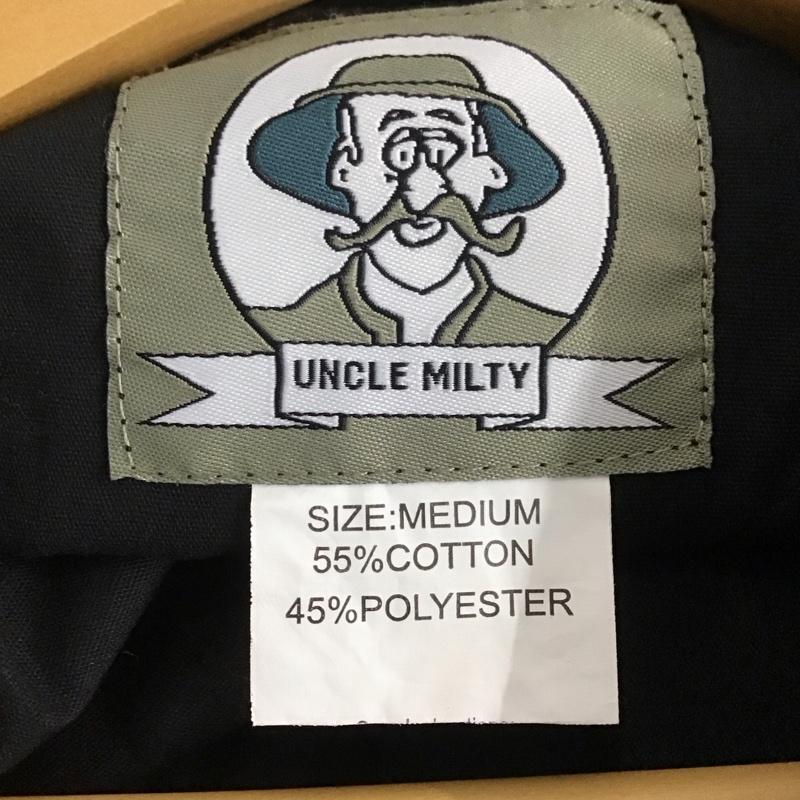 UNCLE MILTY
SIZE:MEDIUM
55%COTTON
45%POLYESTER